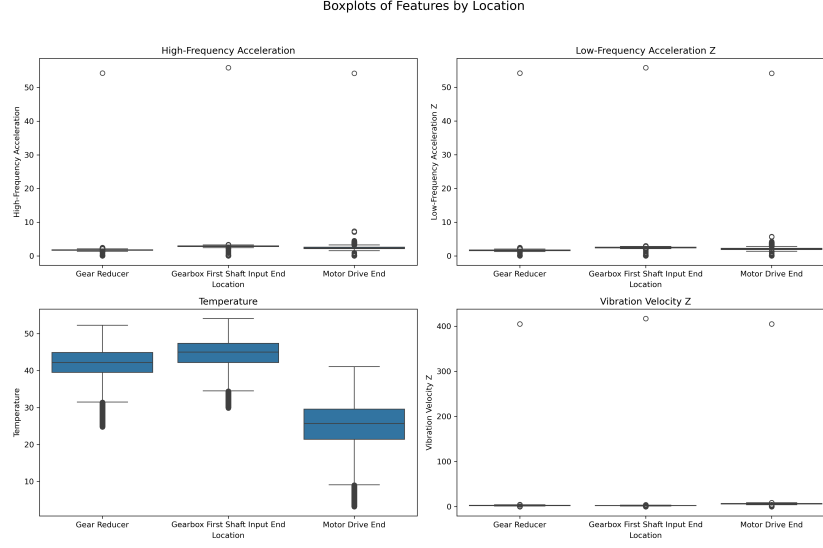 Boxplots of Features by Location
High-Frequency Acceleration
High-Frequency Acceleration
50
40
30
20
10
0
Gear Reducer
Gearbox First Shaft Input End
Motor Drive End
Location
Low-Frequency Acceleration Z
Low-Frequency Acceleration Z
50
40
30
20
10
0
Gear Reducer
Gearbox First Shaft Input End
Motor Drive End
Location
Temperature
Temperature
50
40
30
20
10
Gear Reducer
Gearbox First Shaft Input End
Motor Drive End
Location
Vibration Velocity Z
Vibration Velocity Z
400
300
200
100
0
Gear Reducer
Gearbox First Shaft Input End
Motor Drive End
Location